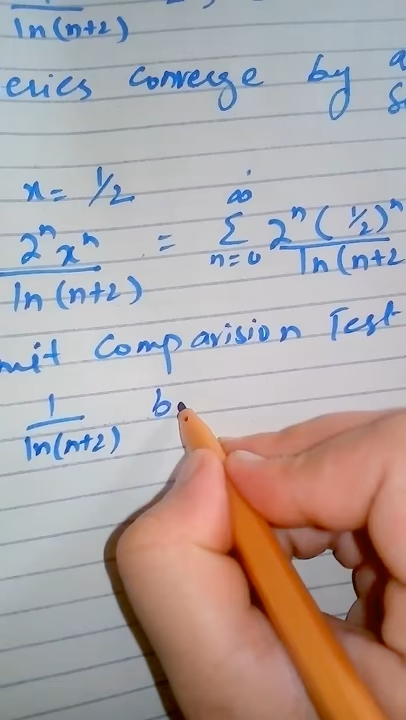 ln(n+2)
eries converge by a
x = 1/2
2ⁿxⁿ / ln(n+2) = ∞ Σ n=0 2ⁿ(1/2)ⁿ / ln(n+2
mit Comparision Test
1 / ln(n+2) b